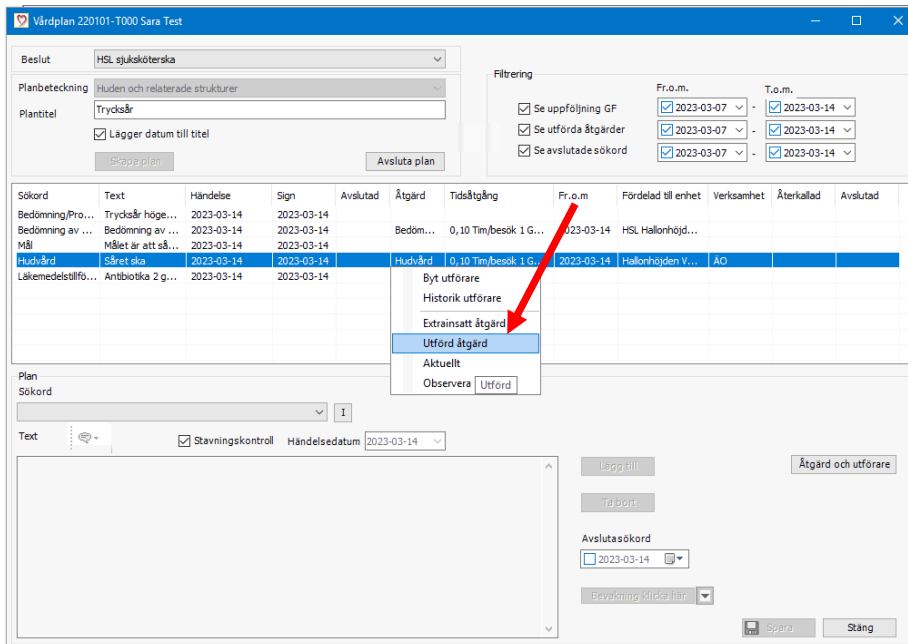 Vårdplan 220101-T000 Sara Test
Beslut HSL sjuksköterska
Planbeteckning Huden och relaterade strukturer
Plantitel Trycksår
Lägger datum till titel
Skapa plan Avsluta plan
Filtrering
Fr.o.m. T.o.m.
Se uppföljning GF 2023-03-07 - 2023-03-14
Se utförda åtgärder 2023-03-07 - 2023-03-14
Se avslutade sökord 2023-03-07 - 2023-03-14
Sökord Text Händelse Sign Avslutad Åtgärd Tidsåtgång Fr.o.m Fördelad till enhet Verksamhet Återkallad Avslutad
Bedömning/Pro... Trycksår höge... 2023-03-14 2023-03-14
Bedömning av ... Bedömning av ... 2023-03-14 2023-03-14 Bedöm... 0,10 Tim/besök 1 G... 2023-03-14 HSL Hallonhöjd...
Mål Målet är att så... 2023-03-14 2023-03-14
Hudvård Såret ska 2023-03-14 2023-03-14 Hudvård 0,10 Tim/besök 1 G... 2023-03-14 Hallonhöjden V... ÄO
Läkemedelstillfö... Antibiotika 2 g... 2023-03-14 2023-03-14
Byt utförare
Historik utförare
Extrainsatt åtgärd
Utförd åtgärd
Aktuellt
Observera
Utförd
Plan
Sökord
I
Text Stavningskontroll Händelsedatum 2023-03-14
Lägg till Åtgärd och utförare
Ta bort
Avsluta sökord
2023-03-14
Bevakning klicka här
Spara Stäng